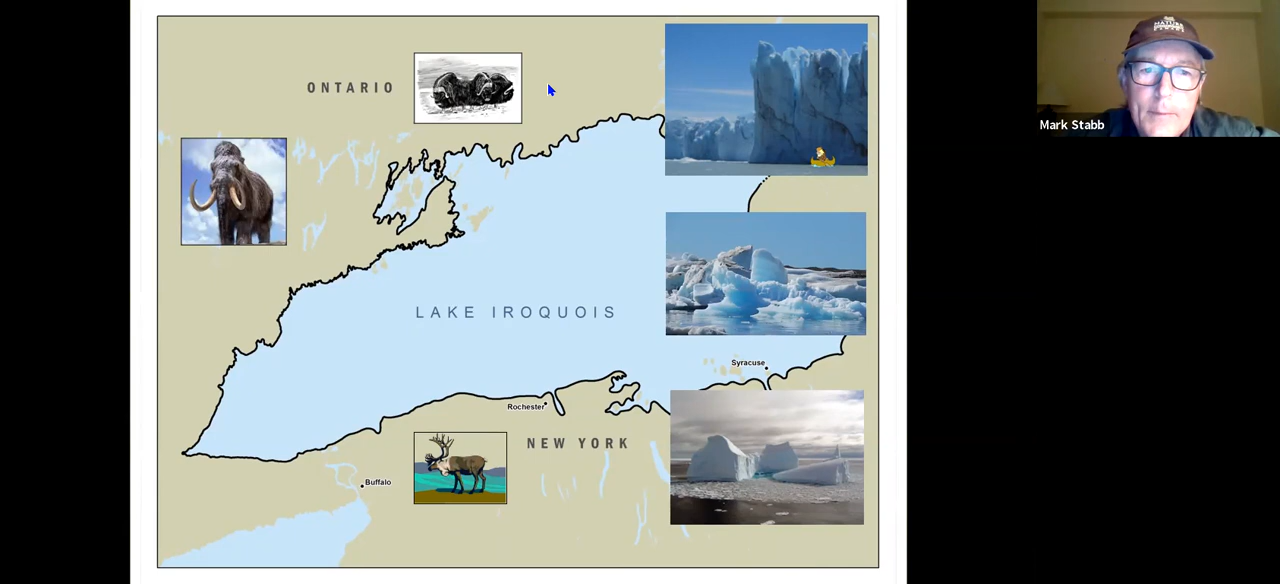 ONTARIO
Mark Stabb
LAKE IROQUOIS
Syracuse
Rochester
NEW YORK
Buffalo